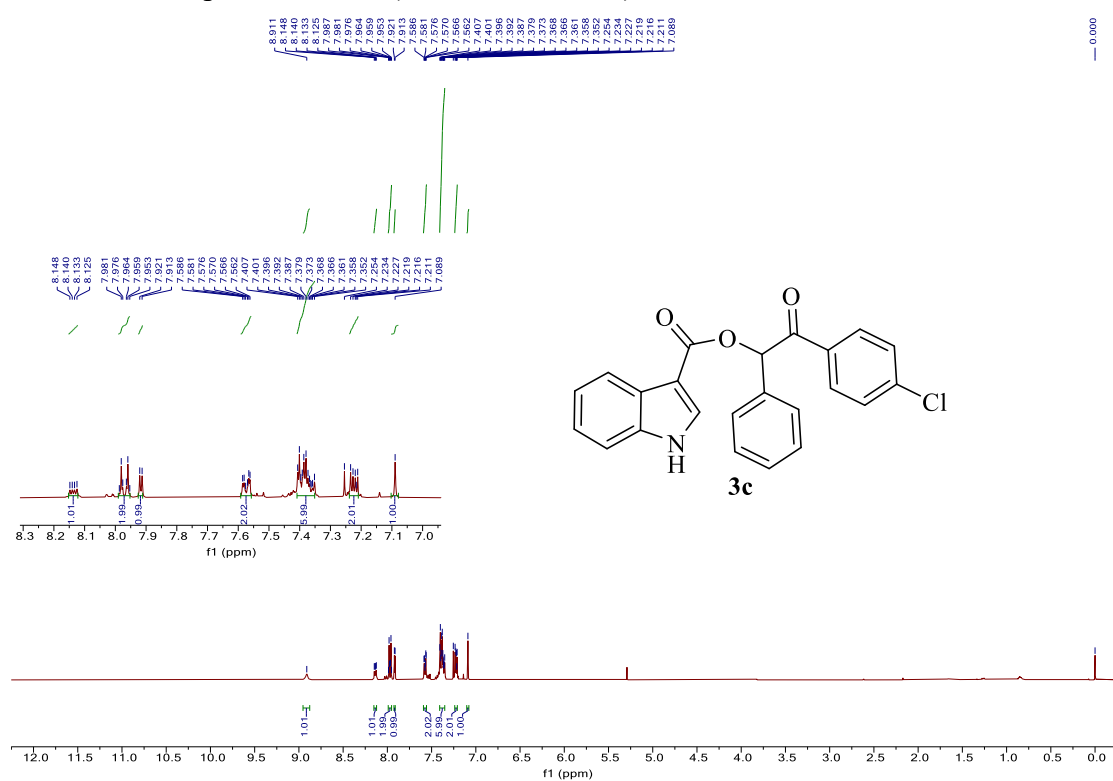 8.911 8.148 8.140 8.133 8.125 7.987 7.981 7.976 7.964 7.959 7.953 7.921 7.913 7.586 7.581 7.576 7.570 7.566 7.562 7.407 7.401 7.396 7.392 7.387 7.379 7.373 7.368 7.366 7.361 7.358 7.352 7.254 7.234 7.227 7.219 7.216 7.211 7.089 0.000
8.148 8.140 8.133 8.125 7.981 7.976 7.964 7.959 7.953 7.921 7.913 7.586 7.581 7.576 7.570 7.566 7.562 7.407 7.401 7.396 7.392 7.387 7.379 7.373 7.368 7.366 7.361 7.358 7.352 7.254 7.234 7.227 7.219 7.216 7.211 7.089
O
O
O
Cl
N
H
3c
1.01 1.99 0.99 2.02 5.99 2.01 1.00
8.3 8.2 8.1 8.0 7.9 7.8 7.7 7.6 7.5 7.4 7.3 7.2 7.1 7.0
f1 (ppm)
1.01 1.01 1.99 0.99 2.02 5.99 2.01 1.00
12.0 11.5 11.0 10.5 10.0 9.5 9.0 8.5 8.0 7.5 7.0 6.5 6.0 5.5 5.0 4.5 4.0 3.5 3.0 2.5 2.0 1.5 1.0 0.5 0.0
f1 (ppm)